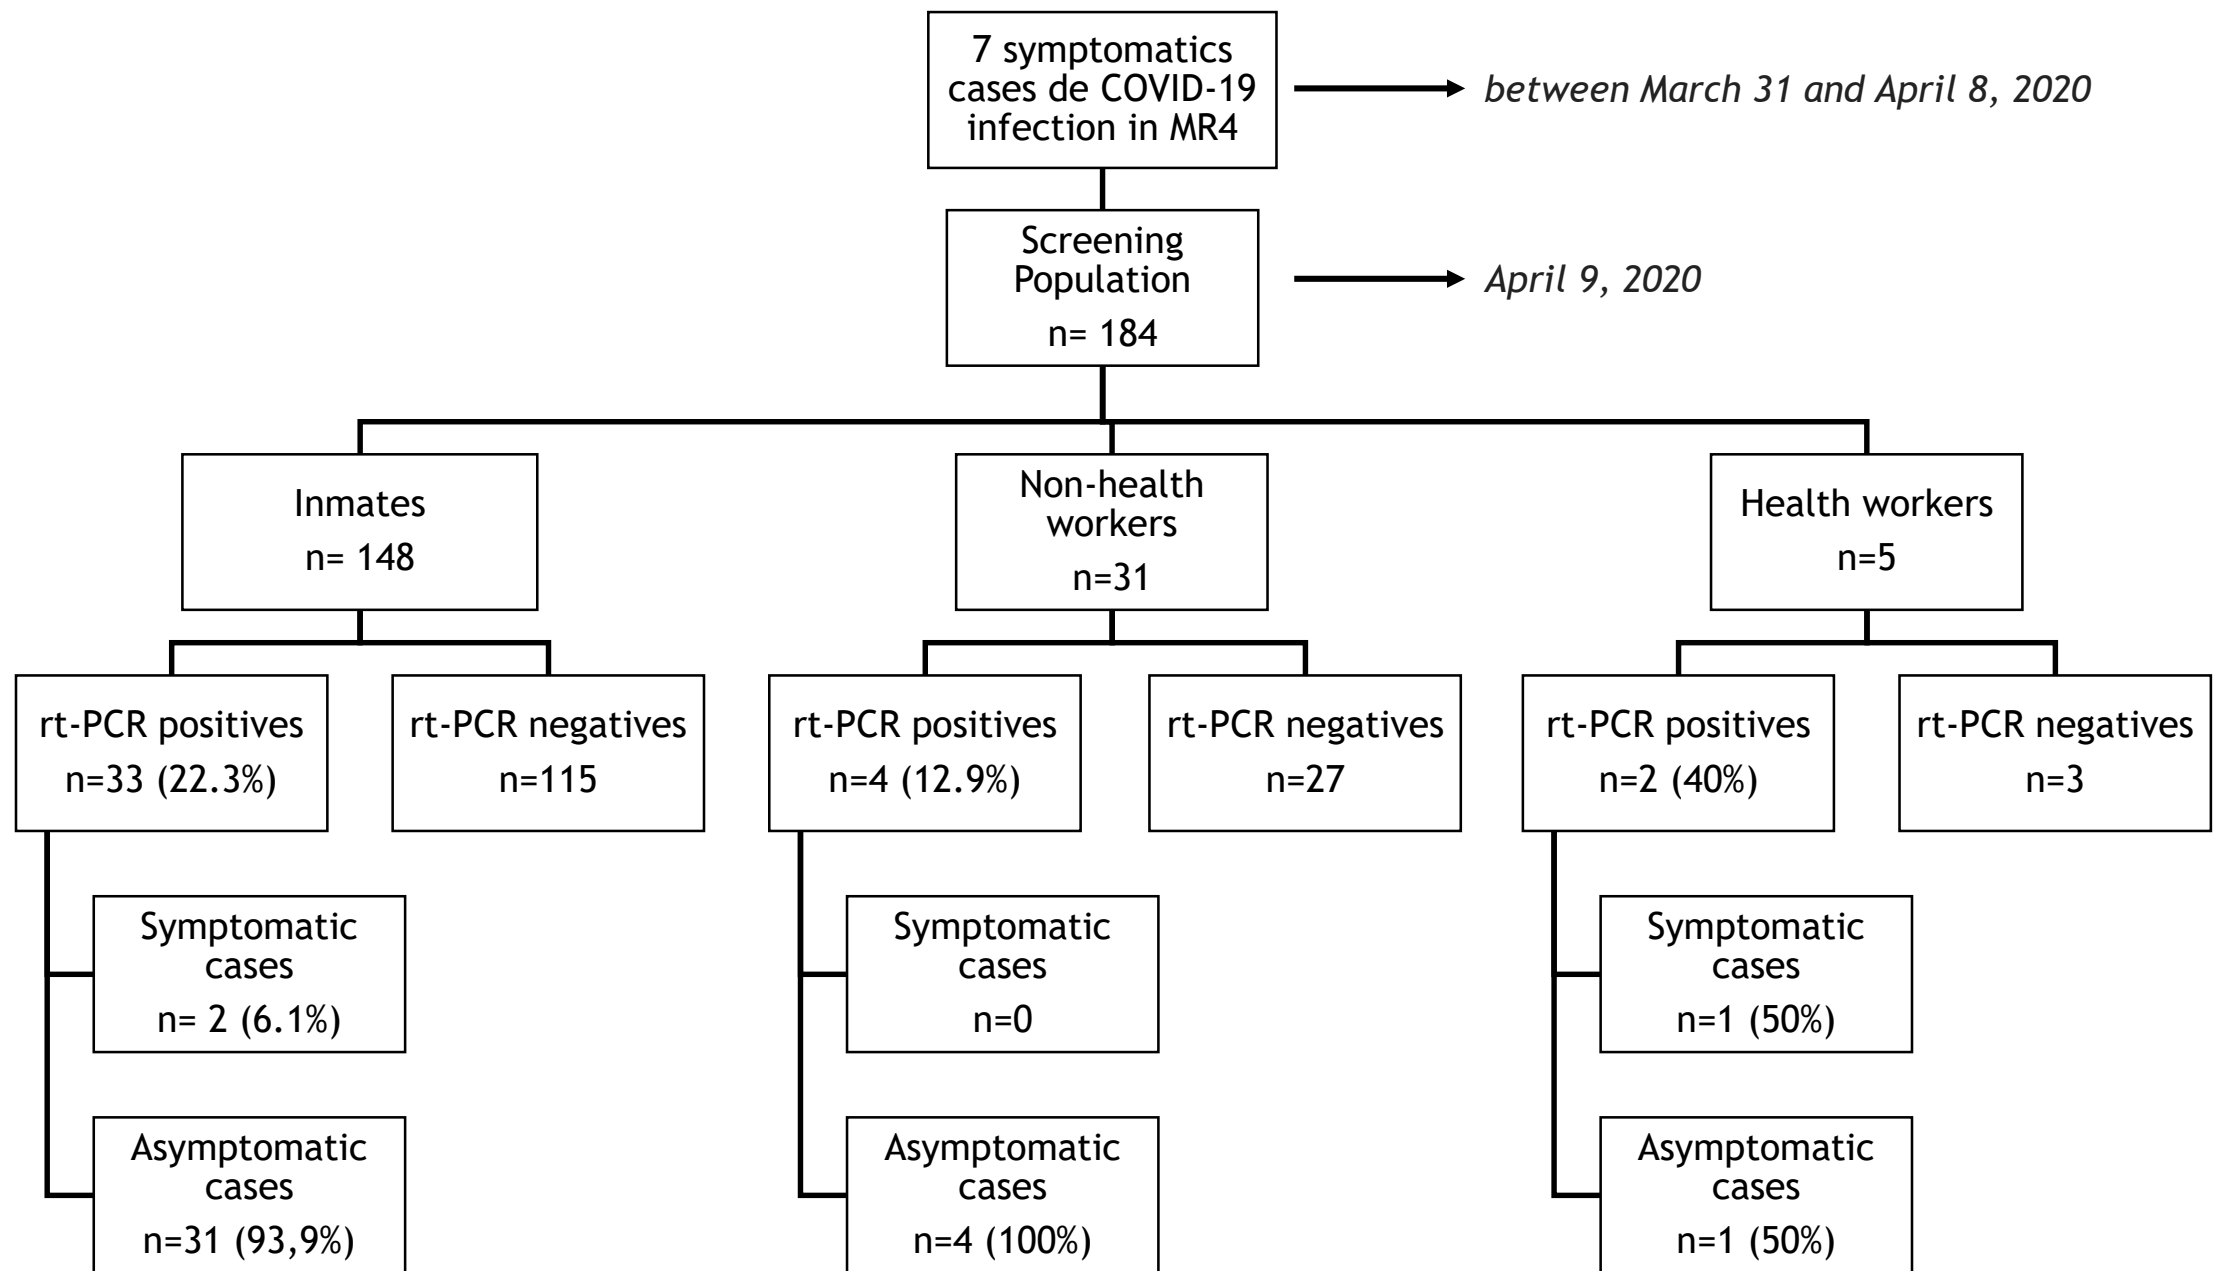 7 symptomatics
cases de COVID-19
infection in MR4
between March 31 and April 8, 2020
Screening
Population
n= 184
April 9, 2020
Inmates
n= 148
Non-health
workers
n=31
Health workers
n=5
rt-PCR positives
n=33 (22.3%)
rt-PCR negatives
n=115
rt-PCR positives
n=4 (12.9%)
rt-PCR negatives
n=27
rt-PCR positives
n=2 (40%)
rt-PCR negatives
n=3
Symptomatic
cases
n= 2 (6.1%)
Symptomatic
cases
n=0
Symptomatic
cases
n=1 (50%)
Asymptomatic
cases
n=31 (93,9%)
Asymptomatic
cases
n=4 (100%)
Asymptomatic
cases
n=1 (50%)